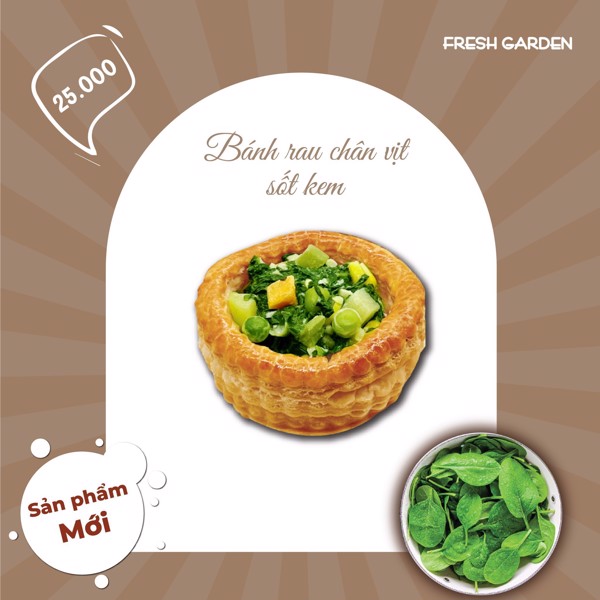 FRESH GARDEN
25.000
Bánh rau chân vịt
sốt kem
Sản phẩm
Mới